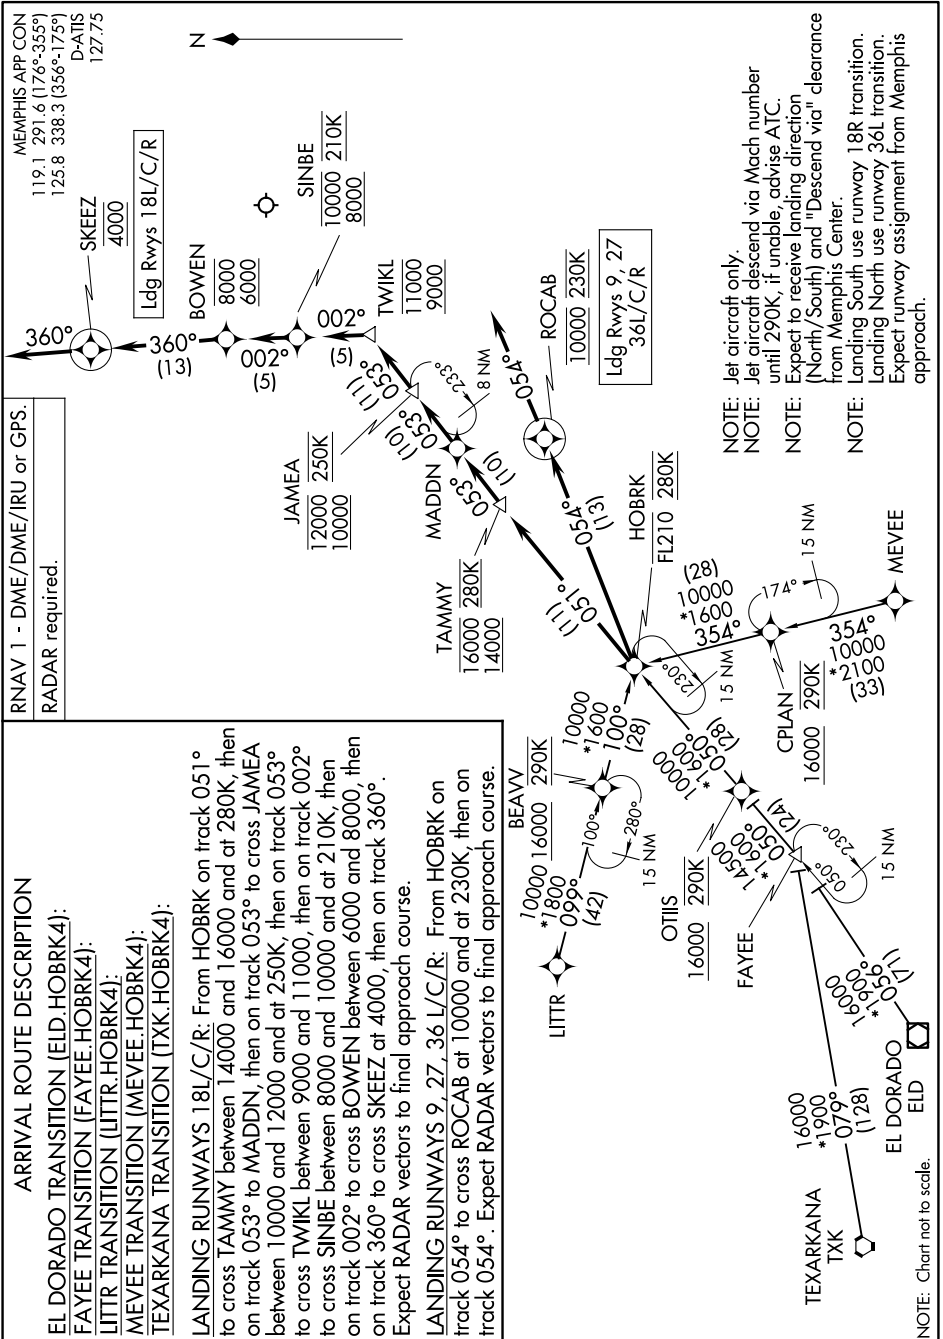 ARRIVAL ROUTE DESCRIPTION
EL DORADO TRANSITION (ELD.HOBRK4):
FAYEE TRANSITION (FAYEE.HOBRK4):
LITTR TRANSITION (LITTR.HOBRK4):
MEVEE TRANSITION (MEVEE.HOBRK4):
TEXARKANA TRANSITION (TXK.HOBRK4):
LANDING RUNWAYS 18L/C/R: From HOBRK on track 051°
to cross TAMMY between 14000 and 16000 and at 280K, then
on track 053° to MADDN, then on track 053° to cross JAMEA
between 10000 and 12000 and at 250K, then on track 053°
to cross TWIKL between 9000 and 11000, then on track 002°
to cross SINBE between 8000 and 10000 and at 210K, then
on track 002° to cross BOWEN between 6000 and 8000, then
on track 360° to cross SKEEZ at 4000, then on track 360°.
Expect RADAR vectors to final approach course.
LANDING RUNWAYS 9, 27, 36 L/C/R: From HOBRK on
track 054° to cross ROCAB at 10000 and at 230K, then on
track 054°. Expect RADAR vectors to final approach course.
RNAV 1 - DME/DME/IRU or GPS.
RADAR required.
MEMPHIS APP CON
119.1 291.6 (176°-355°)
125.8 338.3 (356°-175°)
D-ATIS
127.75
N
360°
SKEEZ
4000
Ldg Rwys 18L/C/R
360°
(13)
BOWEN
8000
6000
002°
(5)
SINBE
10000 210K
8000
002°
(5)
TWIKL
11000
9000
053°
(11)
JAMEA
12000 250K
10000
233°
8 NM
053°
(10)
MADDN
053°
(10)
TAMMY
16000 280K
14000
051°
(11)
054°
ROCAB
10000 230K
Ldg Rwys 9, 27
36L/C/R
054°
(13)
HOBRK
FL210 280K
230°
15 NM
(28)
10000
*1600
354°
174°
15 NM
CPLAN
16000 290K
354°
10000
*2100
(33)
MEVEE
BEAVV
16000 290K
10000
*1600
100°
(28)
100°
280°
15 NM
10000
*1800
099°
(42)
LITTR
10000
*1600
050°
(28)
OTIIS
16000 290K
14500
*1600
050°
(24)
FAYEE
050°
230°
15 NM
16000
*1900
056°
(71)
EL DORADO
ELD
16000
*1900
079°
(128)
TEXARKANA
TXK
NOTE: Jet aircraft only.
NOTE: Jet aircraft descend via Mach number
until 290K, if unable, advise ATC.
NOTE: Expect to receive landing direction
(North/South) and "Descend via" clearance
from Memphis Center.
NOTE: Landing South use runway 18R transition.
Landing North use runway 36L transition.
Expect runway assignment from Memphis
approach.
NOTE: Chart not to scale.